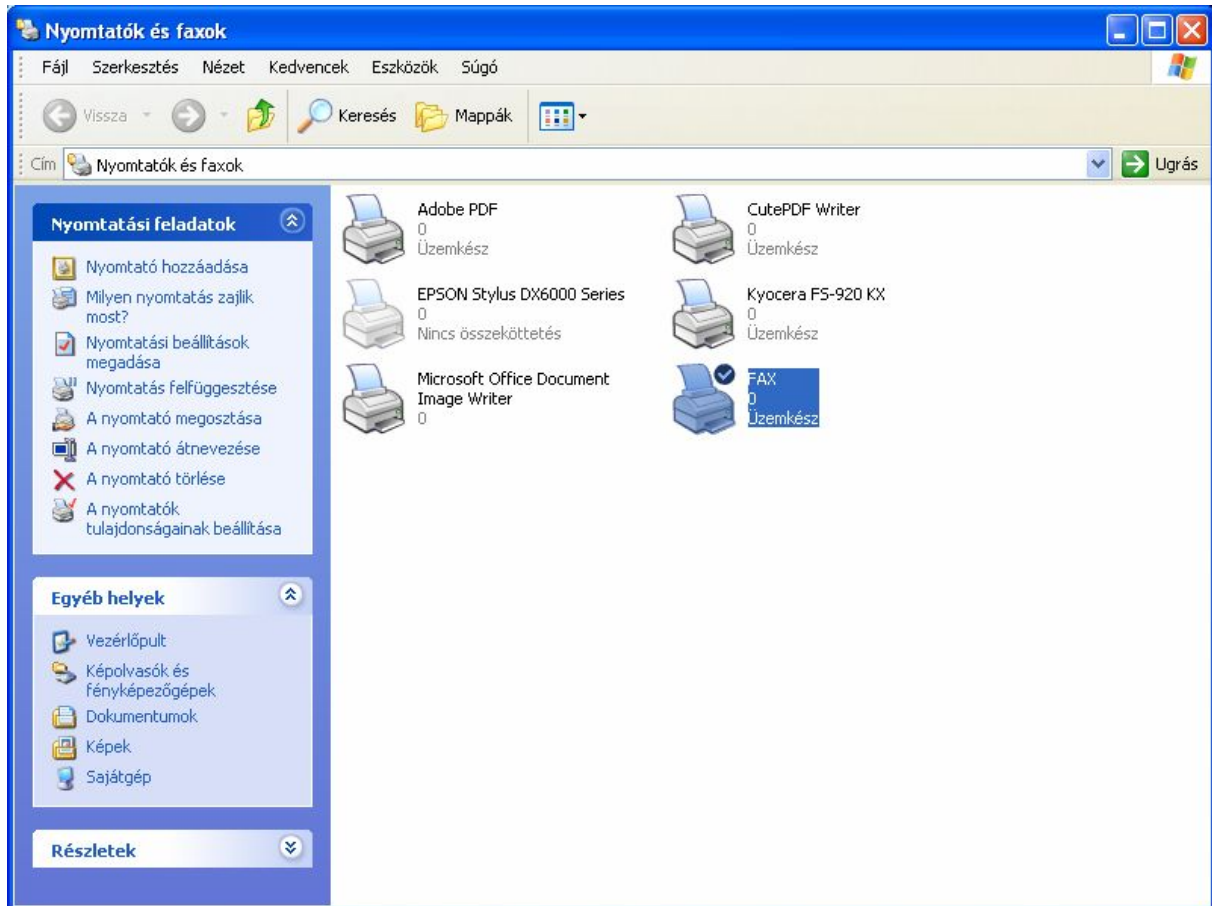 Nyomtatók és faxok
Fájl Szerkesztés Nézet Kedvencek Eszközök Súgó
Vissza Keresés Mappák
Cím Nyomtatók és faxok Ugrás
Nyomtatási feladatok
Nyomtató hozzáadása
Milyen nyomtatás zajlik
most?
Nyomtatási beállítások
megadása
Nyomtatás felfüggesztése
A nyomtató megosztása
A nyomtató átnevezése
A nyomtató törlése
A nyomtatók
tulajdonságainak beállítása
Egyéb helyek
Vezérlőpult
Képolvasók és
fényképezőgépek
Dokumentumok
Képek
Sajátgép
Részletek
Adobe PDF
0
Üzemkész
CutePDF Writer
0
Üzemkész
EPSON Stylus DX6000 Series
0
Nincs összeköttetés
Kyocera FS-920 KX
0
Üzemkész
Microsoft Office Document
Image Writer
0
FAX
0
Üzemkész